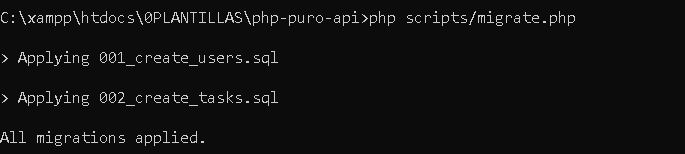 C:\xampp\htdocs\0PLANTILLAS\php-puro-api>php scripts/migrate.php
> Applying 001_create_users.sql
> Applying 002_create_tasks.sql
All migrations applied.